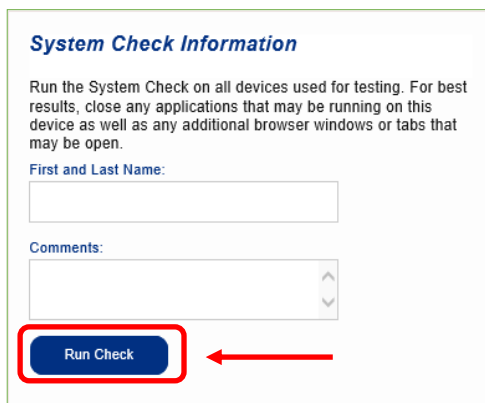 System Check Information
Run the System Check on all devices used for testing. For best
results, close any applications that may be running on this
device as well as any additional browser windows or tabs that
may be open.
First and Last Name:
Comments:
Run Check